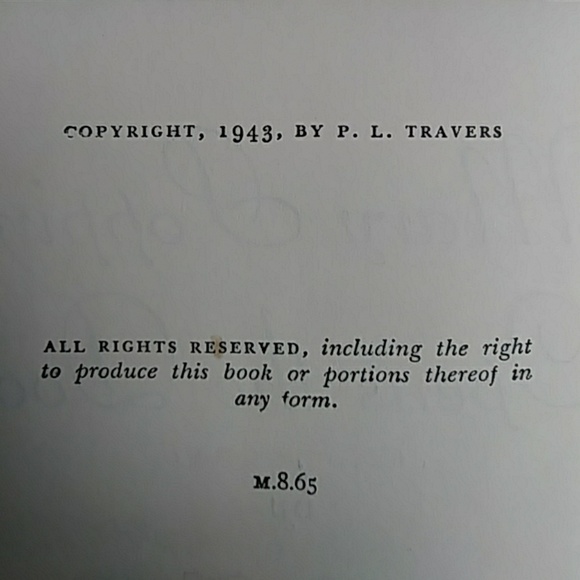 COPYRIGHT, 1943, BY P. L. TRAVERS
ALL RIGHTS RESERVED, including the right
to produce this book or portions thereof in
any form.
M.8.65